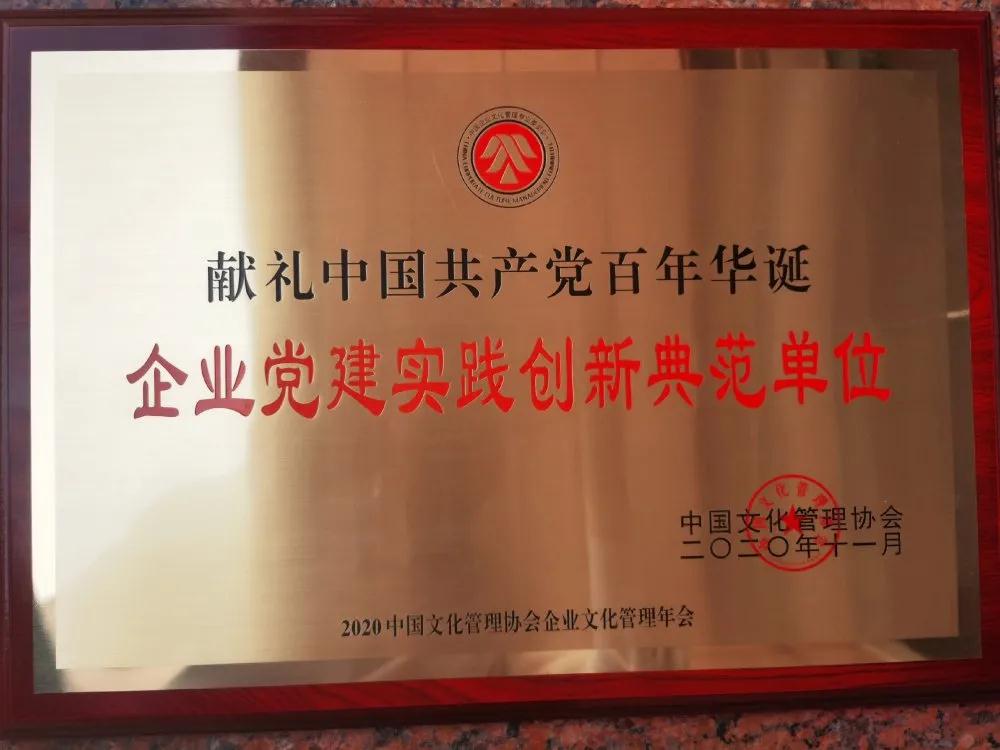 献礼中国共产党百年华诞
企业党建实践创新典范单位
中国文化管理协会
二〇二〇年十一月
2020中国文化管理协会企业文化管理年会